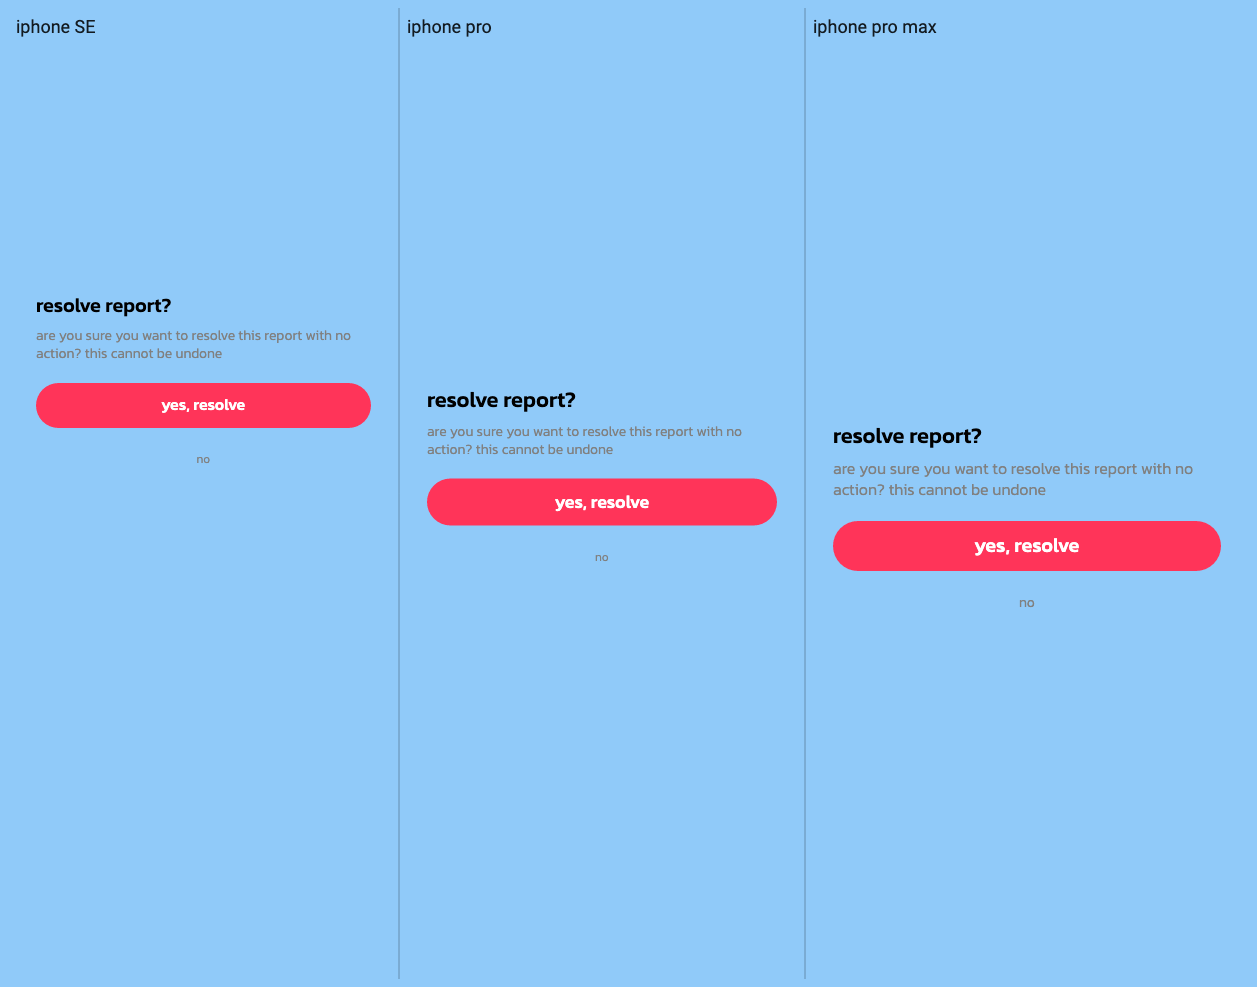 iphone SE
resolve report?
are you sure you want to resolve this report with no
action? this cannot be undone
yes, resolve
no
iphone pro
resolve report?
are you sure you want to resolve this report with no
action? this cannot be undone
yes, resolve
no
iphone pro max
resolve report?
are you sure you want to resolve this report with no
action? this cannot be undone
yes, resolve
no